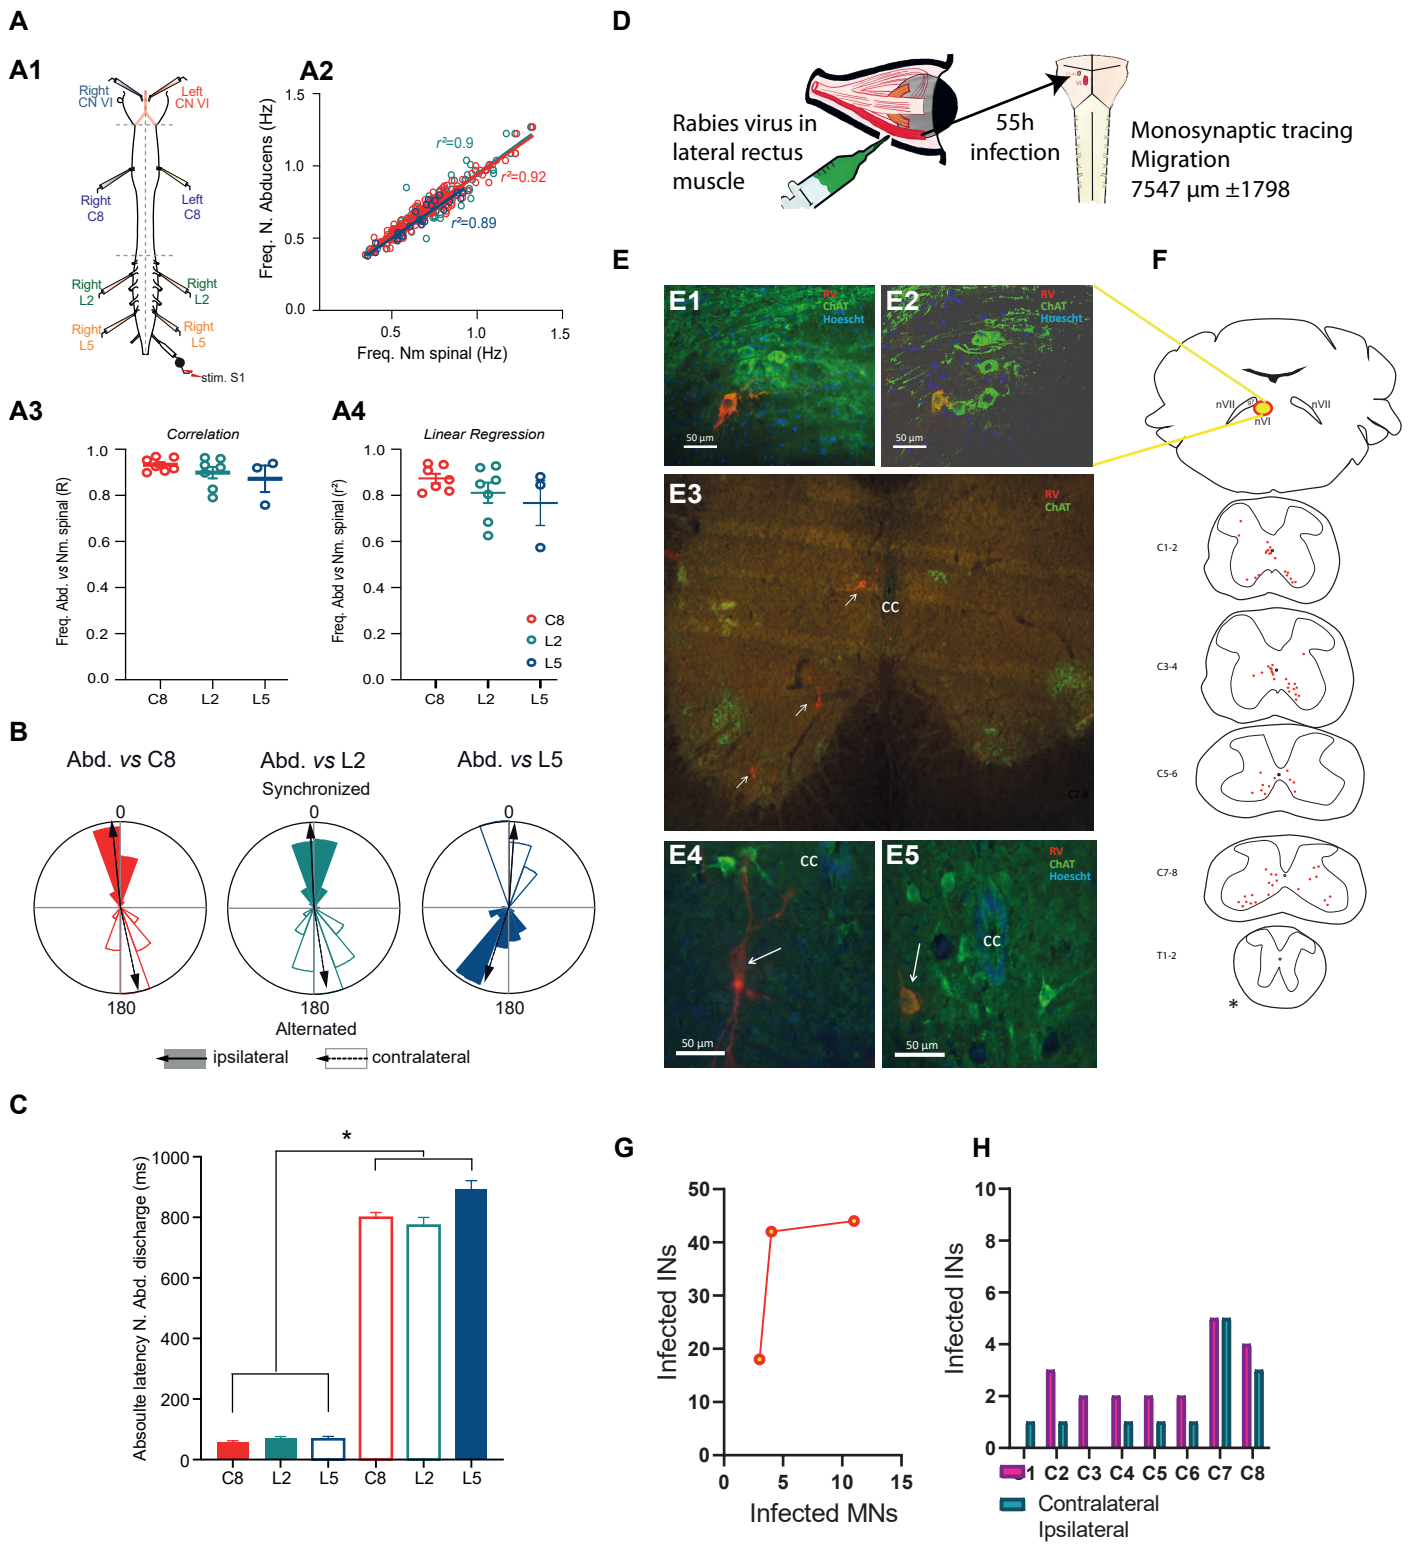 A
A1
Right
CN VI
Left
CN VI
Right
C8
Left
C8
Right
L2
Right
L2
Right
L5
Right
L5
stim. S1
A2
Freq. N. Abducens (Hz)
1.5
1.0
0.5
0.0
r²=0.9
r²=0.92
r²=0.89
0.5
1.0
1.5
Freq. Nm spinal (Hz)
A3
Correlation
Freq. Abd. vs Nm. spinal (R)
1.0
0.8
0.6
0.4
0.2
0.0
C8
L2
L5
A4
Linear Regression
Freq. Abd vs Nm. spinal (r²)
1.0
0.8
0.6
0.4
0.2
0.0
C8
L2
L5
C8
L2
L5
B
Abd. vs C8
Abd. vs L2
Abd. vs L5
Synchronized
0
0
0
180
180
180
Alternated
ipsilateral
contralateral
C
Absoulte latency N. Abd. discharge (ms)
1000
800
600
400
200
0
*
C8
L2
L5
C8
L2
L5
D
Rabies virus in
lateral rectus
muscle
55h
infection
Monosynaptic tracing
Migration
7547 µm ±1798
E
E1
RV
ChAT
Hoescht
50 µm
E2
RV
ChAT
Hoescht
50 µm
E3
RV
ChAT
cc
C7-8
E4
cc
50 µm
E5
RV
ChAT
Hoescht
cc
50 µm
F
nVII
nVII
nVI
C1-2
C3-4
C5-6
C7-8
T1-2
*
G
Infected INs
50
40
30
20
10
0
0
5
10
15
Infected MNs
H
Infected INs
10
8
6
4
2
0
C1
C2
C3
C4
C5
C6
C7
C8
Contralateral
Ipsilateral